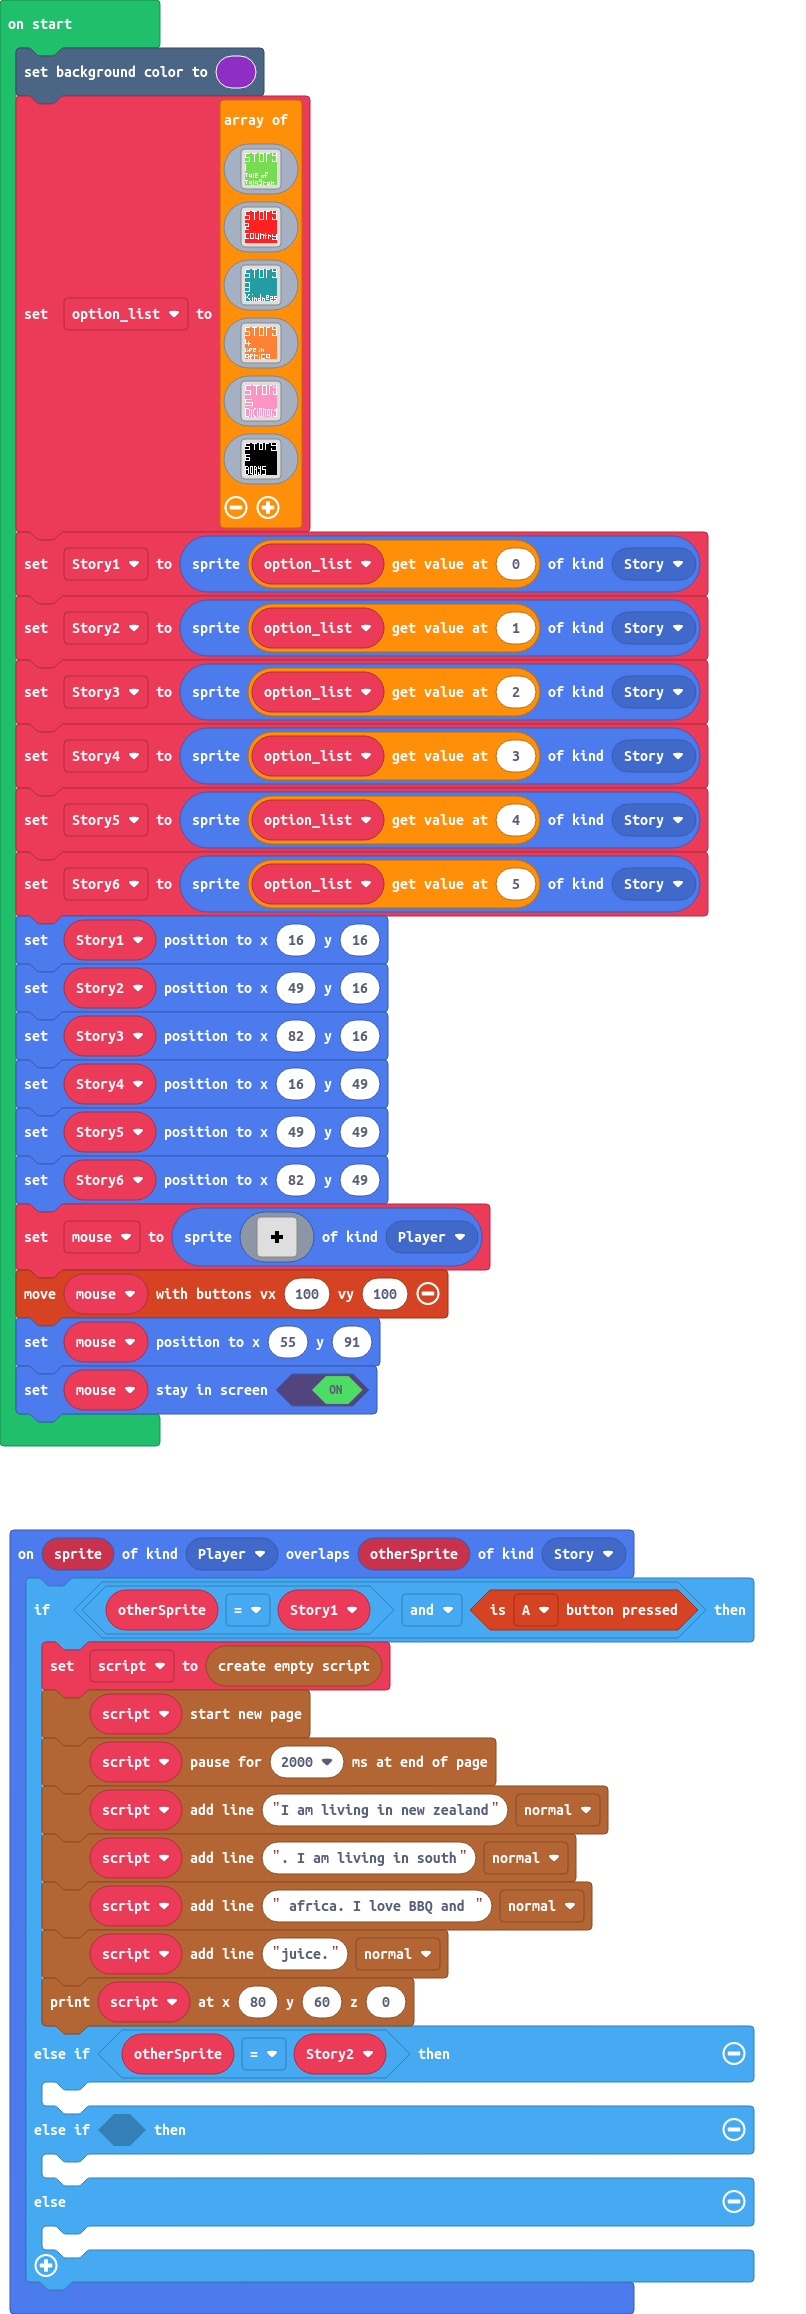 on start
set background color to
array of
STORY
1
Tale of
STORY
2
country
STORY
3
Kindness
STORY
4
STORY
5
STORY
set option_list to
set Story1 to sprite option_list get value at 0 of kind Story
set Story2 to sprite option_list get value at 1 of kind Story
set Story3 to sprite option_list get value at 2 of kind Story
set Story4 to sprite option_list get value at 3 of kind Story
set Story5 to sprite option_list get value at 4 of kind Story
set Story6 to sprite option_list get value at 5 of kind Story
set Story1 position to x 16 y 16
set Story2 position to x 49 y 16
set Story3 position to x 82 y 16
set Story4 position to x 16 y 49
set Story5 position to x 49 y 49
set Story6 position to x 82 y 49
set mouse to sprite of kind Player
move mouse with buttons vx 100 vy 100
set mouse position to x 55 y 91
set mouse stay in screen ON
on sprite of kind Player overlaps otherSprite of kind Story
if otherSprite = Story1 and is A button pressed then
set script to create empty script
script start new page
script pause for 2000 ms at end of page
script add line "I am living in new zealand" normal
script add line ". I am living in south" normal
script add line " africa. I love BBQ and " normal
script add line "juice." normal
print script at x 80 y 60 z 0
else if otherSprite = Story2 then
else if then
else